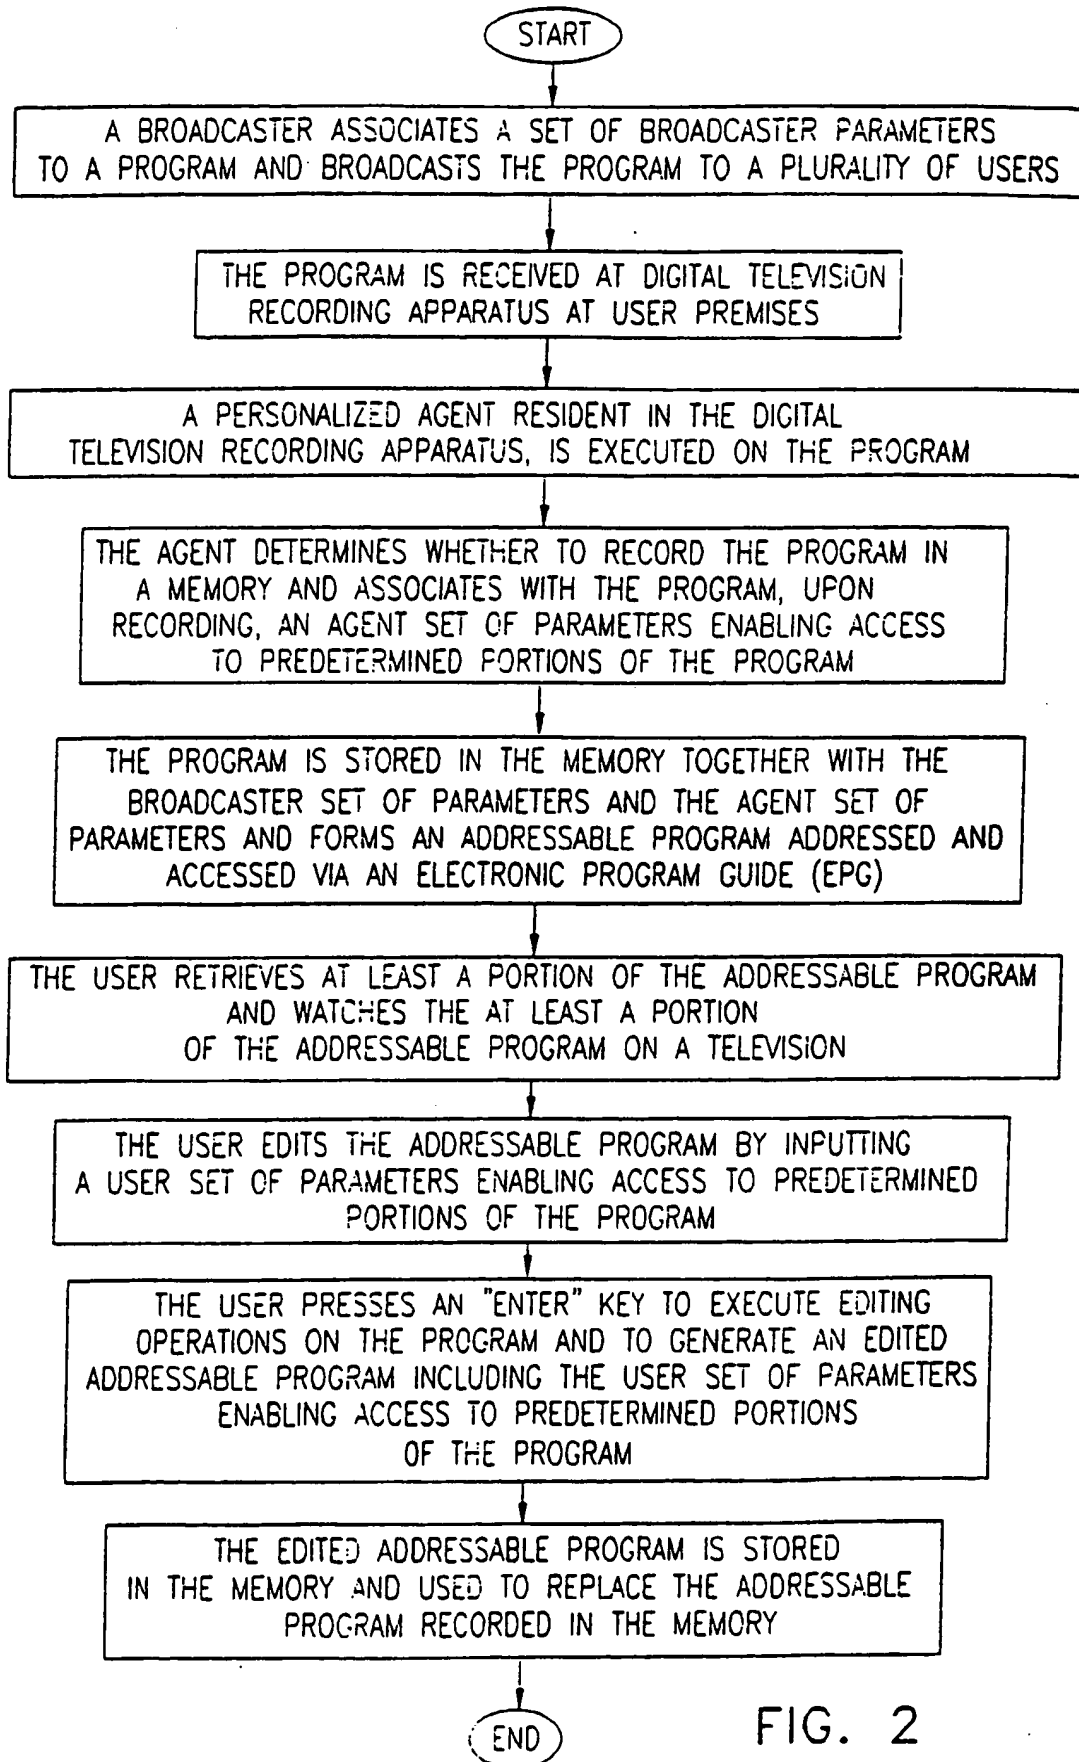 START
A BROADCASTER ASSOCIATES A SET OF BROADCASTER PARAMETERS
TO A PROGRAM AND BROADCASTS THE PROGRAM TO A PLURALITY OF USERS
THE PROGRAM IS RECEIVED AT DIGITAL TELEVISION
RECORDING APPARATUS AT USER PREMISES
A PERSONALIZED AGENT RESIDENT IN THE DIGITAL
TELEVISION RECORDING APPARATUS, IS EXECUTED ON THE PROGRAM
THE AGENT DETERMINES WHETHER TO RECORD THE PROGRAM IN
A MEMORY AND ASSOCIATES WITH THE PROGRAM, UPON
RECORDING, AN AGENT SET OF PARAMETERS ENABLING ACCESS
TO PREDETERMINED PORTIONS OF THE PROGRAM
THE PROGRAM IS STORED IN THE MEMORY TOGETHER WITH THE
BROADCASTER SET OF PARAMETERS AND THE AGENT SET OF
PARAMETERS AND FORMS AN ADDRESSABLE PROGRAM ADDRESSED AND
ACCESSED VIA AN ELECTRONIC PROGRAM GUIDE (EPG)
THE USER RETRIEVES AT LEAST A PORTION OF THE ADDRESSABLE PROGRAM
AND WATCHES THE AT LEAST A PORTION
OF THE ADDRESSABLE PROGRAM ON A TELEVISION
THE USER EDITS THE ADDRESSABLE PROGRAM BY INPUTTING
A USER SET OF PARAMETERS ENABLING ACCESS TO PREDETERMINED
PORTIONS OF THE PROGRAM
THE USER PRESSES AN "ENTER" KEY TO EXECUTE EDITING
OPERATIONS ON THE PROGRAM AND TO GENERATE AN EDITED
ADDRESSABLE PROGRAM INCLUDING THE USER SET OF PARAMETERS
ENABLING ACCESS TO PREDETERMINED PORTIONS
OF THE PROGRAM
THE EDITED ADDRESSABLE PROGRAM IS STORED
IN THE MEMORY AND USED TO REPLACE THE ADDRESSABLE
PROGRAM RECORDED IN THE MEMORY
END
FIG. 2